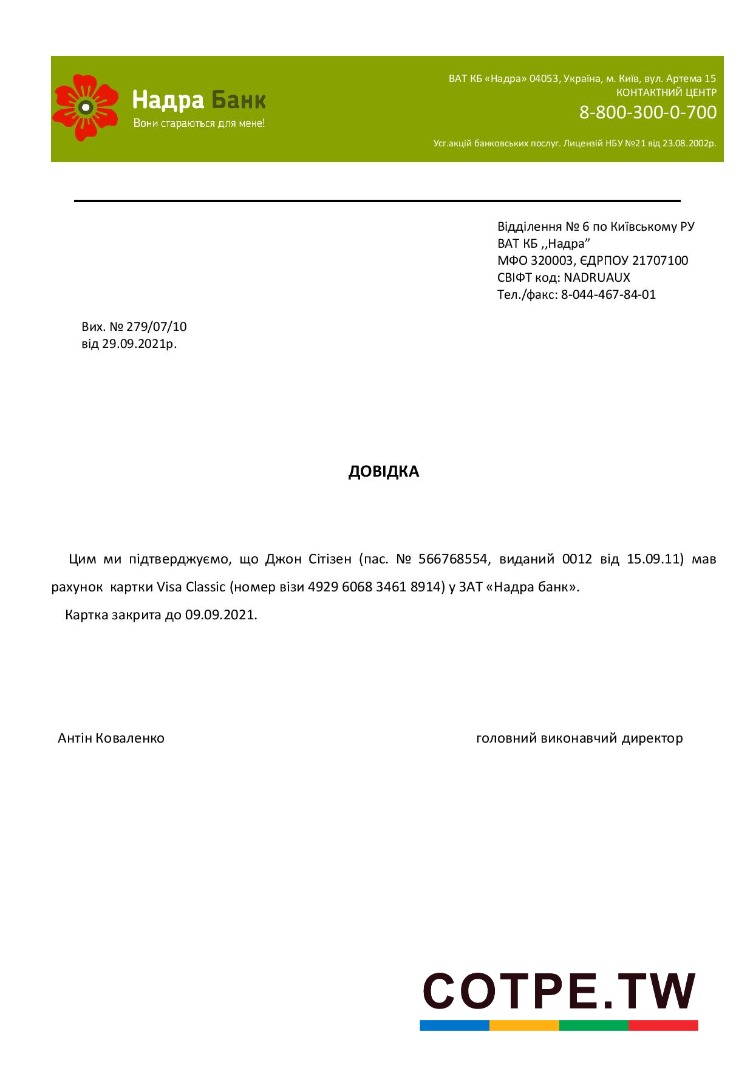 Надра Банк
Вони стараються для мене!
ВАТ КБ «Надра» 04053, Україна, м. Київ, вул. Артема 15
КОНТАКТНИЙ ЦЕНТР
8-800-300-0-700
Усг.акцій банковських послуг. Лицензій НБУ №21 від 23.08.2002р.
Відділення № 6 по Київському РУ
ВАТ КБ ,,Надра”
МФО 320003, ЄДРПОУ 21707100
СВІФТ код: NADRUAUX
Тел./факс: 8-044-467-84-01
Вих. № 279/07/10
від 29.09.2021р.
ДОВІДКА
Цим ми підтверджуємо, що Джон Сітізен (пас. № 566768554, виданий 0012 від 15.09.11) мав
рахунок картки Visa Classic (номер візи 4929 6068 3461 8914) у ЗАТ «Надра банк».
Картка закрита до 09.09.2021.
Антін Коваленко
головний виконавчий директор
COTPE.TW